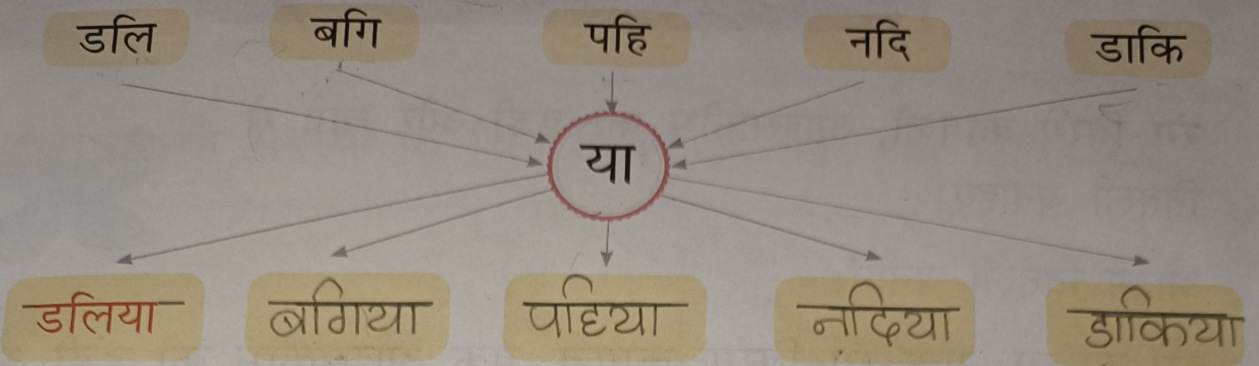 डलि बगि पहि नदि डाकि
या
डलिया बगिया पहिया नदिया डाकिया